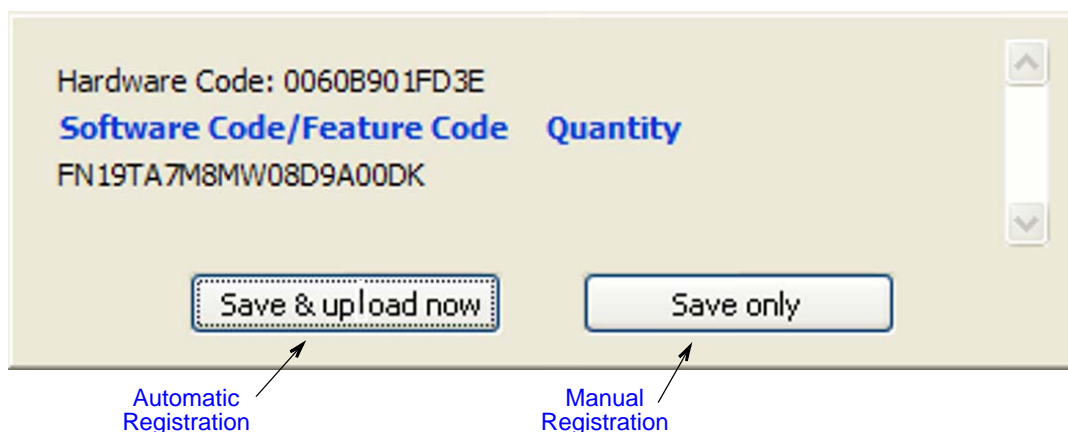 Hardware Code: 0060B901FD3E
Software Code/Feature Code Quantity
FN19TA7M8MW08D9A00DK
Save & upload now Save only
Automatic Manual
Registration Registration